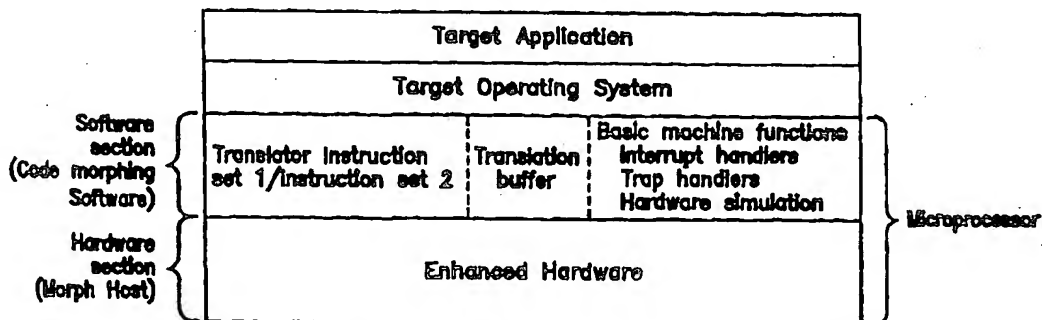 Target Application
Target Operating System
Software
section
(Code morphing
Software)
Translator instruction
set 1/instruction set 2
Translation
buffer
Basic machine functions
Interrupt handlers
Trap handlers
Hardware simulation
Microprocessor
Hardware
section
(Morph Host)
Enhanced Hardware